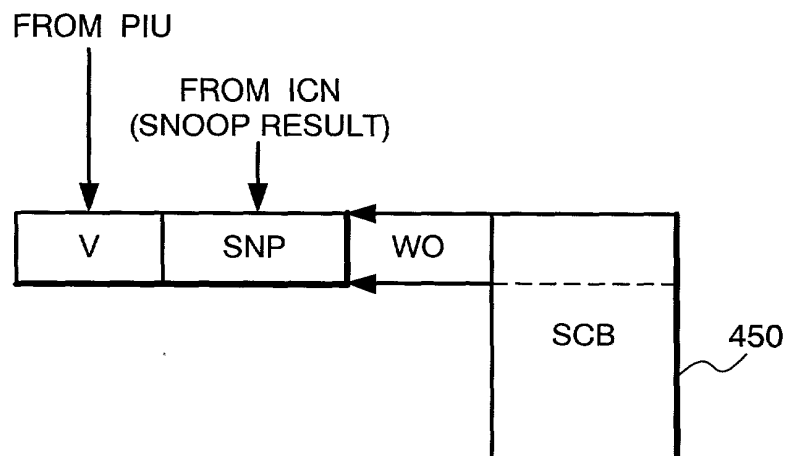 FROM PIU
FROM ICN
(SNOOP RESULT)
V SNP WO
SCB
450